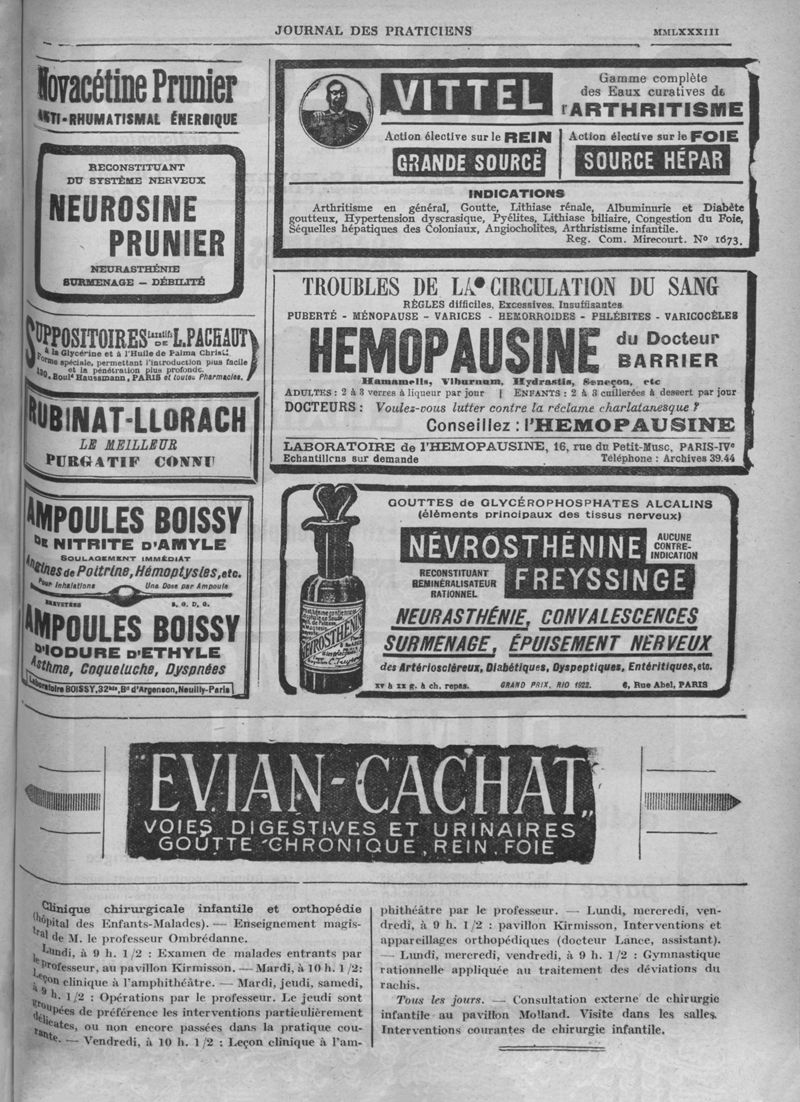 JOURNAL DES PRATICIENS
MMLXXXIII
Novacétine Prunier
ANTI-RHUMATISMAL ÉNERGIQUE
RECONSTITUANT
DU SYSTÈME NERVEUX
NEUROSINE
PRUNIER
NEURASTHÉNIE
SURMENAGE — DÉBILITÉ
SUPPOSITOIRES Laxatifs DE L. PACHAUT
à la Glycérine et à l'Huile de Palma Christi
Forme spéciale, permettant l'introduction plus facile
et la pénétration plus profonde.
130, Boulᵈ Haussmann, PARIS et toutes Pharmacies.
RUBINAT-LLORACH
LE MEILLEUR
PURGATIF CONNU
AMPOULES BOISSY
DE NITRITE D'AMYLE
SOULAGEMENT IMMÉDIAT
Angines de Poitrine, Hémoptysies, etc.
Pour Inhalations Une Dose par Ampoule
BREVETÉES S. G. D. G.
AMPOULES BOISSY
D'IODURE D'ETHYLE
Asthme, Coqueluche, Dyspnées
Laboratoire BOISSY, 32bis, Bᵈ d'Argenson, Neuilly-Paris
VITTEL
Gamme complète
des Eaux curatives de
l'ARTHRITISME
Action élective sur le REIN
GRANDE SOURCE
Action élective sur le FOIE
SOURCE HÉPAR
INDICATIONS
Arthritisme en général, Goutte, Lithiase rénale, Albuminurie et Diabète
goutteux, Hypertension dyscrasique, Pyélites, Lithiase biliaire, Congestion du Foie,
Séquelles hépatiques des Coloniaux, Angiocholites, Arthristisme infantile.
Reg. Com. Mirecourt. Nº 1673.
TROUBLES DE LA CIRCULATION DU SANG
RÈGLES difficiles, Excessives, Insuffisantes
PUBERTÉ - MÉNOPAUSE - VARICES - HEMORROIDES - PHLÉBITES - VARICOCÈLES
HEMOPAUSINE
du Docteur
BARRIER
Hamamelis, Viburnum, Hydrastis, Seneçon, etc
ADULTES : 2 à 3 verres à liqueur par jour | ENFANTS : 2 à 3 cuillerées à dessert par jour
DOCTEURS : Voulez-vous lutter contre la réclame charlatanesque ?
Conseillez : l'HEMOPAUSINE
LABORATOIRE de l'HEMOPAUSINE, 16, rue du Petit-Musc, PARIS-IVᵉ
Echantillons sur demande Téléphone : Archives 39.44
GOUTTES de GLYCÉROPHOSPHATES ALCALINS
(éléments principaux des tissus nerveux)
NÉVROSTHÉNINE
AUCUNE
CONTRE-
INDICATION
RECONSTITUANT
REMINÉRALISATEUR
RATIONNEL
FREYSSINGE
NEURASTHÉNIE, CONVALESCENCES
SURMENAGE, ÉPUISEMENT NERVEUX
des Artérioscléreux, Diabétiques, Dyspeptiques, Entéritiques, etc.
XV à XX g. à ch. repas. GRAND PRIX, RIO 1922. 6, Rue Abel, PARIS
"EVIAN-CACHAT"
VOIES DIGESTIVES ET URINAIRES
GOUTTE CHRONIQUE, REIN, FOIE
Clinique chirurgicale infantile et orthopédie
(hôpital des Enfants-Malades). — Enseignement magis-
tral de M. le professeur Ombrédanne.
Lundi, à 9 h. 1/2 : Examen de malades entrants par
le professeur, au pavillon Kirmisson. — Mardi, à 10 h. 1/2:
Leçon clinique à l'amphithéâtre. — Mardi, jeudi, samedi,
à 9 h. 1/2 : Opérations par le professeur. Le jeudi sont
groupées de préférence les interventions particulièrement
délicates, ou non encore passées dans la pratique cou-
rante. — Vendredi, à 10 h. 1/2 : Leçon clinique à l'am-
phithéâtre par le professeur. — Lundi, mercredi, ven-
dredi, à 9 h. 1/2 : pavillon Kirmisson, Interventions et
appareillages orthopédiques (docteur Lance, assistant).
— Lundi, mercredi, vendredi, à 9 h. 1/2 : Gymnastique
rationnelle appliquée au traitement des déviations du
rachis.
Tous les jours. — Consultation externe de chirurgie
infantile au pavillon Molland. Visite dans les salles.
Interventions courantes de chirurgie infantile.